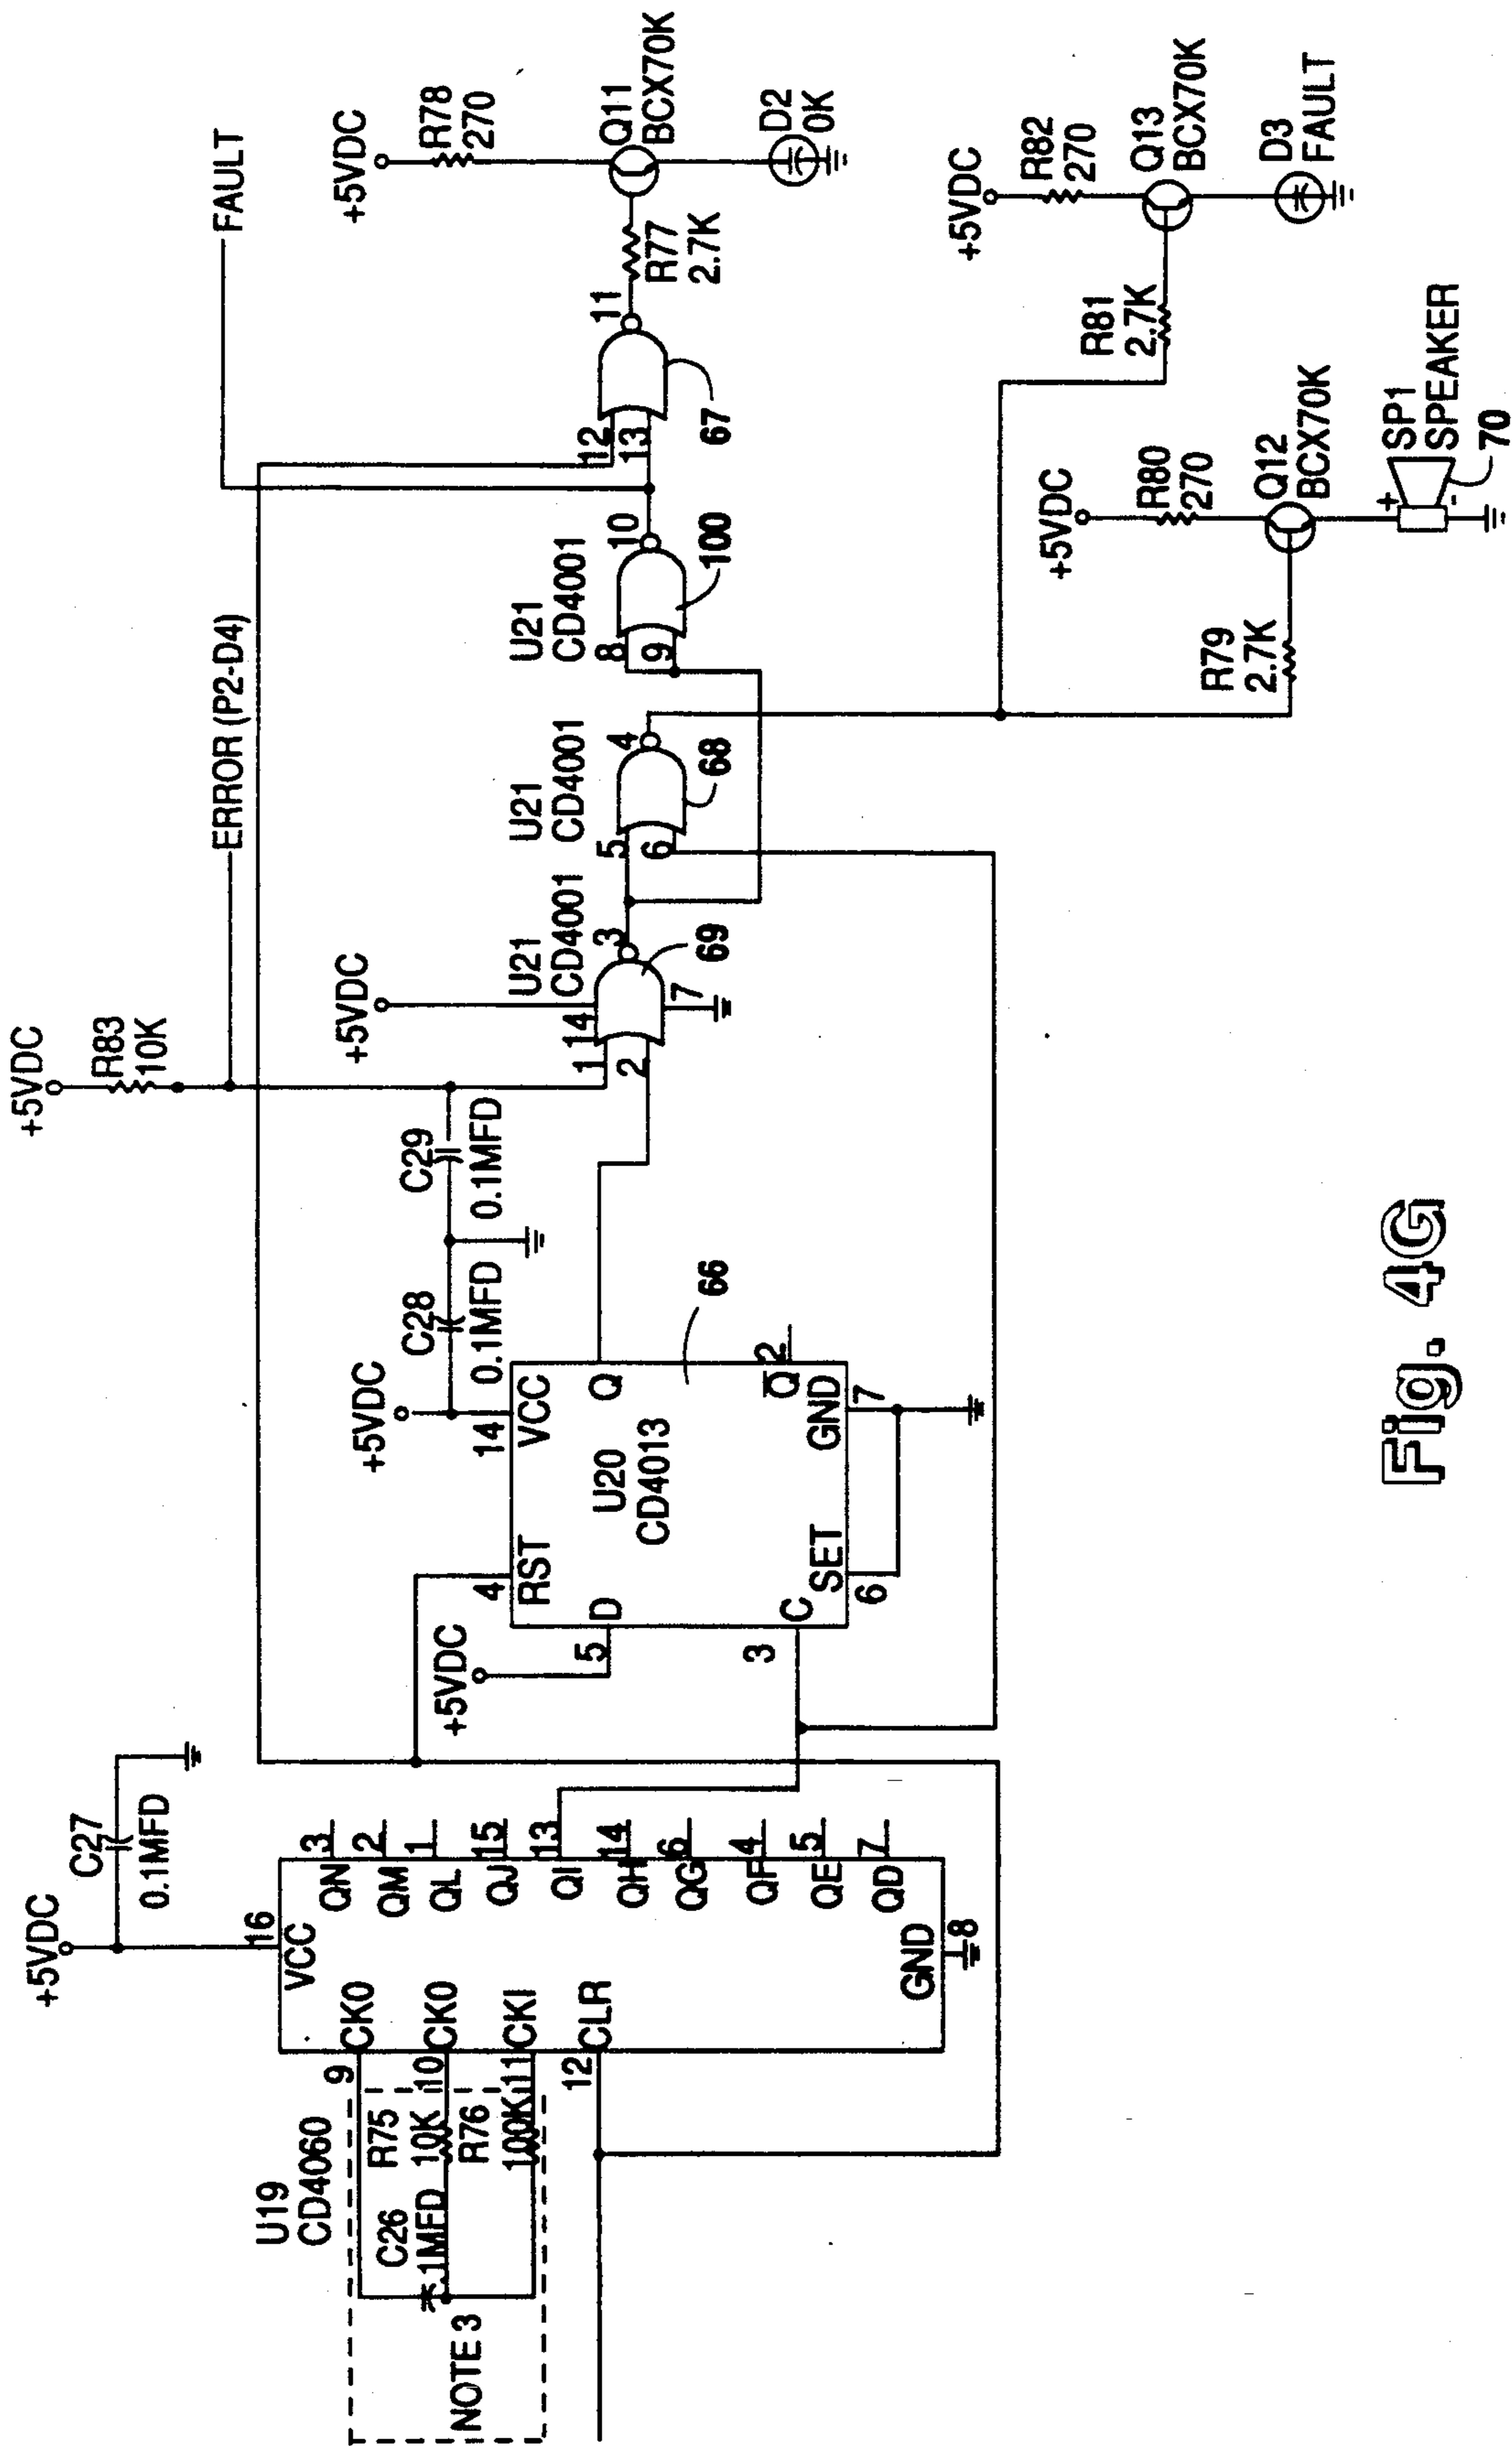 +5VDC
C27
0.1MFD
16
VCC
U19
CD4060
9
CK0
10
CK0
11
CKI
12
CLR
R75
10K
R76
100K
C26
.1MFD
NOTE 3
QN
3
QM
2
QL
1
QJ
15
QI
13
QH
14
QG
6
QF
4
QE
5
QD
7
GND
8
+5VDC
5
D
4
RST
3
C
6
SET
U20
CD4013
+5VDC
14
VCC
Q
Q
2
GND
7
66
C28
0.1MFD
C29
0.1MFD
+5VDC
R83
10K
ERROR (P2-D4)
FAULT
+5VDC
14
1
2
3
7
69
U21
CD4001
5
6
4
68
U21
CD4001
8
9
10
100
U21
CD4001
12
13
11
67
R77
2.7K
+5VDC
R78
270
Q11
BCX70K
D2
0K
R81
2.7K
+5VDC
R82
270
Q13
BCX70K
D3
FAULT
R79
2.7K
+5VDC
R80
270
Q12
BCX70K
+
-
SP1
SPEAKER
70
Fig. 4G